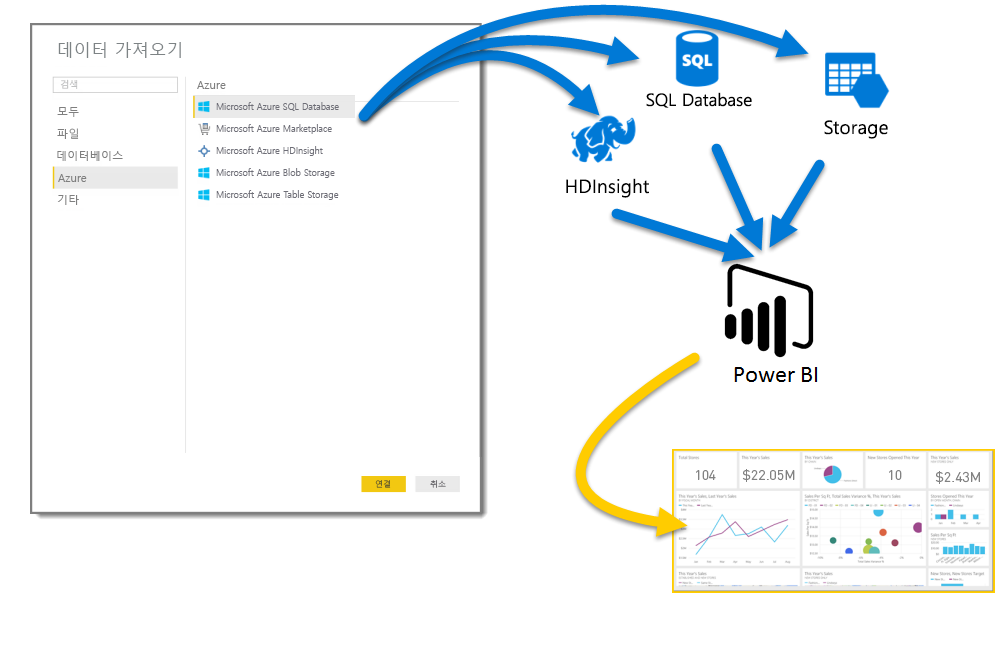 데이터 가져오기
검색
모두
파일
데이터베이스
Azure
기타
Azure
Microsoft Azure SQL Database
Microsoft Azure Marketplace
Microsoft Azure HDInsight
Microsoft Azure Blob Storage
Microsoft Azure Table Storage
연결
취소
SQL
SQL Database
Storage
HDInsight
Power BI
Total Stores
104
This Year's Sales
$22.05M
This Year's Sales
New Stores Opened This Year
10
This Year's Sales
$2.43M
This Year's Sales, Last Year's Sales
Sales Per Sq Ft, Total Sales Variance %, This Year's Sales
Stores Opened This Year
Sales Per Sq Ft
This Year's Sales
This Year's Sales
New Stores, New Stores Target